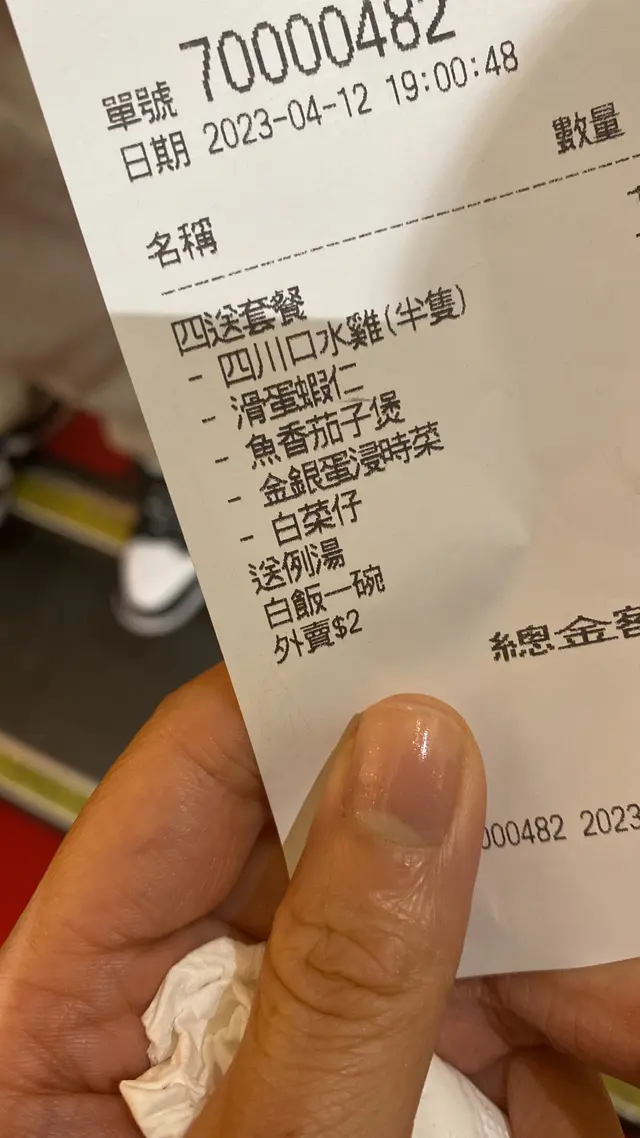 單號 70000482
日期 2023-04-12 19:00:48
名稱 數量
四送套餐
- 四川口水雞(半隻)
- 滑蛋蝦仁
- 魚香茄子煲
- 金銀蛋浸時菜
- 白菜仔
送例湯
白飯一碗
外賣$2
總金額
000482 2023